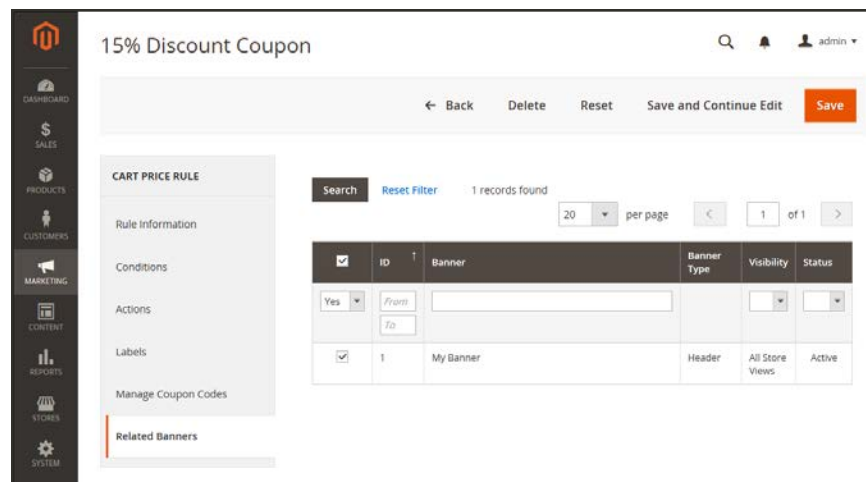 15% Discount Coupon
admin
← Back Delete Reset Save and Continue Edit Save
DASHBOARD
SALES
PRODUCTS
CUSTOMERS
MARKETING
CONTENT
REPORTS
STORES
SYSTEM
CART PRICE RULE
Rule Information
Conditions
Actions
Labels
Manage Coupon Codes
Related Banners
Search Reset Filter 1 records found
20 per page < 1 of 1 >
ID ↑ Banner Banner Type Visibility Status
Yes From
To
1 My Banner Header All Store Views Active